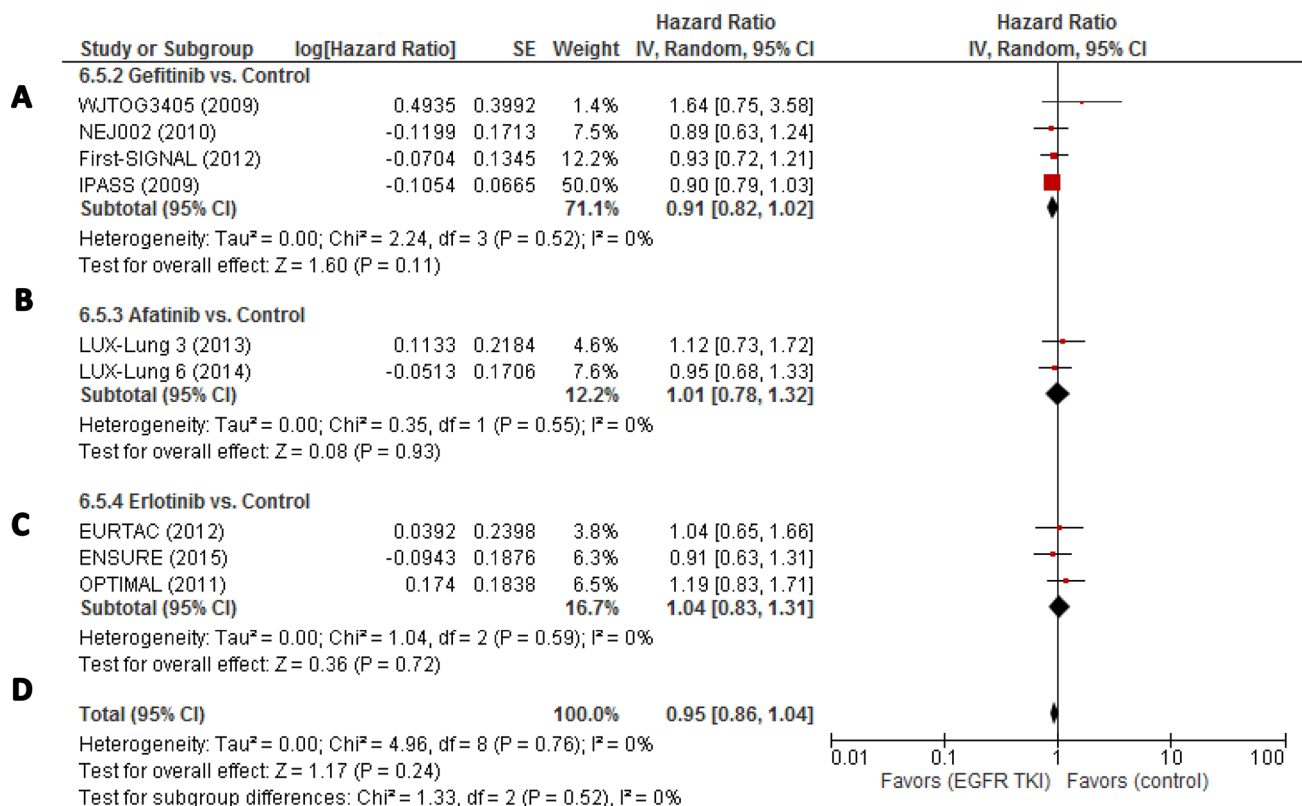 Hazard Ratio Hazard Ratio
Study or Subgroup log[Hazard Ratio] SE Weight IV, Random, 95% CI IV, Random, 95% CI
6.5.2 Gefitinib vs. Control
A
WJTOG3405 (2009) 0.4935 0.3992 1.4% 1.64 [0.75, 3.58]
NEJ002 (2010) -0.1199 0.1713 7.5% 0.89 [0.63, 1.24]
First-SIGNAL (2012) -0.0704 0.1345 12.2% 0.93 [0.72, 1.21]
IPASS (2009) -0.1054 0.0665 50.0% 0.90 [0.79, 1.03]
Subtotal (95% CI) 71.1% 0.91 [0.82, 1.02]
Heterogeneity: Tau² = 0.00; Chi² = 2.24, df = 3 (P = 0.52); I² = 0%
Test for overall effect: Z = 1.60 (P = 0.11)
B
6.5.3 Afatinib vs. Control
LUX-Lung 3 (2013) 0.1133 0.2184 4.6% 1.12 [0.73, 1.72]
LUX-Lung 6 (2014) -0.0513 0.1706 7.6% 0.95 [0.68, 1.33]
Subtotal (95% CI) 12.2% 1.01 [0.78, 1.32]
Heterogeneity: Tau² = 0.00; Chi² = 0.35, df = 1 (P = 0.55); I² = 0%
Test for overall effect: Z = 0.08 (P = 0.93)
6.5.4 Erlotinib vs. Control
C
EURTAC (2012) 0.0392 0.2398 3.8% 1.04 [0.65, 1.66]
ENSURE (2015) -0.0943 0.1876 6.3% 0.91 [0.63, 1.31]
OPTIMAL (2011) 0.174 0.1838 6.5% 1.19 [0.83, 1.71]
Subtotal (95% CI) 16.7% 1.04 [0.83, 1.31]
Heterogeneity: Tau² = 0.00; Chi² = 1.04, df = 2 (P = 0.59); I² = 0%
Test for overall effect: Z = 0.36 (P = 0.72)
D
Total (95% CI) 100.0% 0.95 [0.86, 1.04]
Heterogeneity: Tau² = 0.00; Chi² = 4.96, df = 8 (P = 0.76); I² = 0%
Test for overall effect: Z = 1.17 (P = 0.24)
Test for subgroup differences: Chi² = 1.33, df = 2 (P = 0.52), I² = 0%
0.01 0.1 1 10 100
Favors (EGFR TKI) Favors (control)